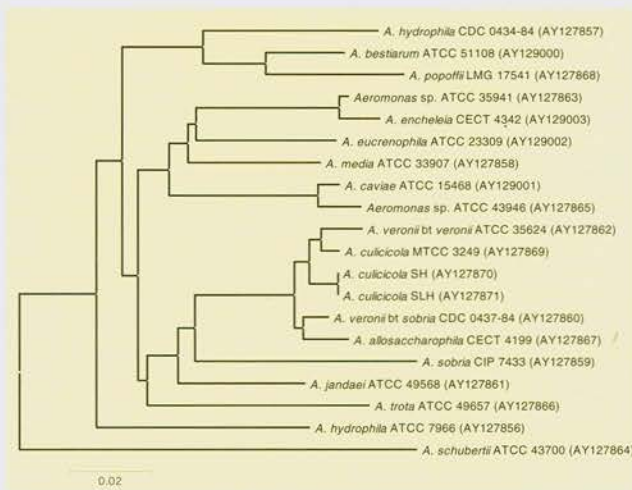 A. hydrophila CDC 0434-84 (AY127857)
A. bestiarum ATCC 51108 (AY129000)
A. popoffii LMG 17541 (AY127868)
Aeromonas sp. ATCC 35941 (AY127863)
A. encheleia CECT 4342 (AY129003)
A. eucrenophila ATCC 23309 (AY129002)
A. media ATCC 33907 (AY127858)
A. caviae ATCC 15468 (AY129001)
Aeromonas sp. ATCC 43946 (AY127865)
A. veronii bt veronii ATCC 35624 (AY127862)
A. culicicola MTCC 3249 (AY127869)
A. culicicola SH (AY127870)
A. culicicola SLH (AY127871)
A. veronii bt sobria CDC 0437-84 (AY127860)
A. allosaccharophila CECT 4199 (AY127867)
A. sobria CIP 7433 (AY127859)
A. jandaei ATCC 49568 (AY127861)
A. trota ATCC 49657 (AY127866)
A. hydrophila ATCC 7966 (AY127856)
A. schubertii ATCC 43700 (AY127864)
0.02